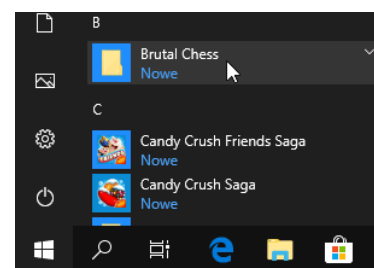 B
Brutal Chess
Nowe
C
Candy Crush Friends Saga
Nowe
Candy Crush Saga
Nowe